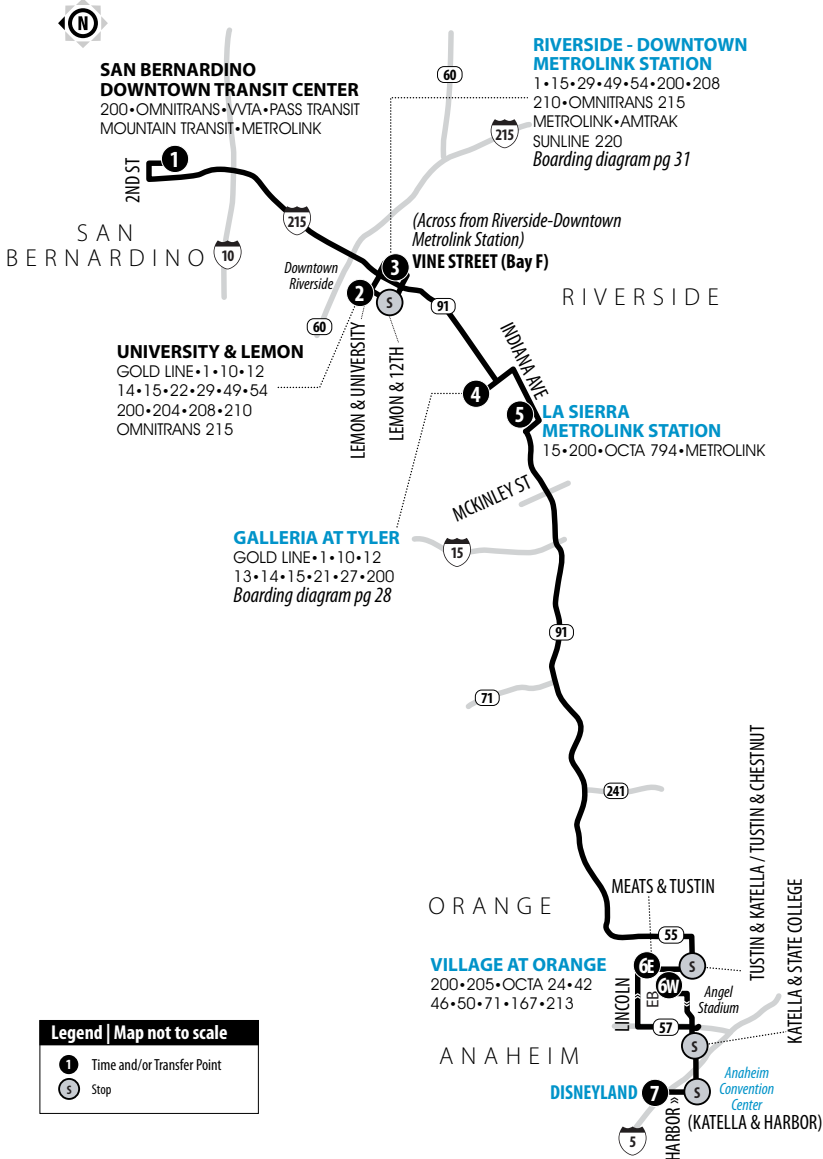 N
SAN BERNARDINO
DOWNTOWN TRANSIT CENTER
200•OMNITRANS•VVTA•PASS TRANSIT
MOUNTAIN TRANSIT•METROLINK
60
RIVERSIDE - DOWNTOWN
METROLINK STATION
1•15•29•49•54•200•208
210•OMNITRANS 215
METROLINK•AMTRAK
SUNLINE 220
Boarding diagram pg 31
215
1
2ND ST
SAN
BERNARDINO
10
215
(Across from Riverside-Downtown
Metrolink Station)
VINE STREET (Bay F)
Downtown
Riverside
3
2
S
91
RIVERSIDE
60
UNIVERSITY & LEMON
GOLD LINE•1•10•12
14•15•22•29•49•54
200•204•208•210
OMNITRANS 215
LEMON & UNIVERSITY
LEMON & 12TH
INDIANA AVE
4
5
LA SIERRA
METROLINK STATION
15•200•OCTA 794•METROLINK
MCKINLEY ST
GALLERIA AT TYLER
GOLD LINE•1•10•12
13•14•15•21•27•200
Boarding diagram pg 28
15
91
71
241
TUSTIN & KATELLA / TUSTIN & CHESTNUT
MEATS & TUSTIN
KATELLA & STATE COLLEGE
ORANGE
55
VILLAGE AT ORANGE
200•205•OCTA 24•42
46•50•71•167•213
6E
6W
S
LINCOLN
EB
Angel
Stadium
57
S
ANAHEIM
Legend | Map not to scale
1 Time and/or Transfer Point
S Stop
DISNEYLAND 7
S
Anaheim
Convention
Center
(KATELLA & HARBOR)
HARBOR »
5